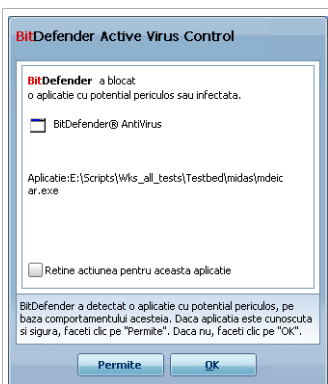 BitDefender Active Virus Control
BitDefender a blocat
o aplicatie cu potential periculos sau infectata.
BitDefender® AntiVirus
Aplicatie:E:\Scripts\Wks_all_tests\Testbed\midas\mdeic
ar.exe
Retine actiunea pentru aceasta aplicatie
BitDefender a detectat o aplicatie cu potential periculos, pe
baza comportamentului acesteia. Daca aplicatia este cunoscuta
si sigura, faceti clic pe "Permite". Daca nu, faceti clic pe "OK".
Permite OK